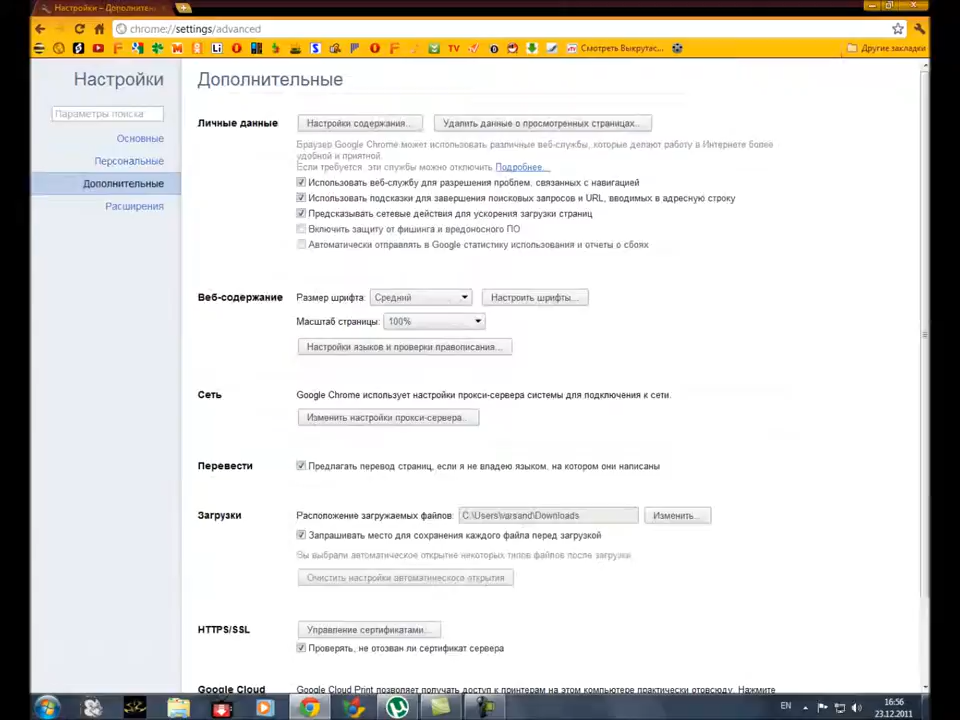 Настройки – Дополнителы
chrome://settings/advanced
TV
Смотреть Выкрутас...
Другие закладки
Настройки
Параметры поиска
Основные
Персональные
Дополнительные
Расширения
Дополнительные
Личные данные
Настройки содержания...
Удалить данные о просмотренных страницах...
Браузер Google Chrome может использовать различные веб-службы, которые делают работу в Интернете более
удобной и приятной.
Если требуется, эти службы можно отключить. Подробнее...
Использовать веб-службу для разрешения проблем, связанных с навигацией
Использовать подсказки для завершения поисковых запросов и URL, вводимых в адресную строку
Предсказывать сетевые действия для ускорения загрузки страниц
Включить защиту от фишинга и вредоносного ПО
Автоматически отправлять в Google статистику использования и отчеты о сбоях
Веб-содержание
Размер шрифта: Средний
Настроить шрифты...
Масштаб страницы: 100%
Настройки языков и проверки правописания...
Сеть
Google Chrome использует настройки прокси-сервера системы для подключения к сети.
Изменить настройки прокси-сервера...
Перевести
Предлагать перевод страниц, если я не владею языком, на котором они написаны
Загрузки
Расположение загружаемых файлов: C:\Users\varsand\Downloads
Изменить...
Запрашивать место для сохранения каждого файла перед загрузкой
Вы выбрали автоматическое открытие некоторых типов файлов после загрузки.
Очистить настройки автоматического открытия
HTTPS/SSL
Управление сертификатами...
Проверять, не отозван ли сертификат сервера
Google Cloud
Google Cloud Print позволяет получать доступ к принтерам на этом компьютере практически отовсюду. Нажмите
EN
16:56
23.12.2011